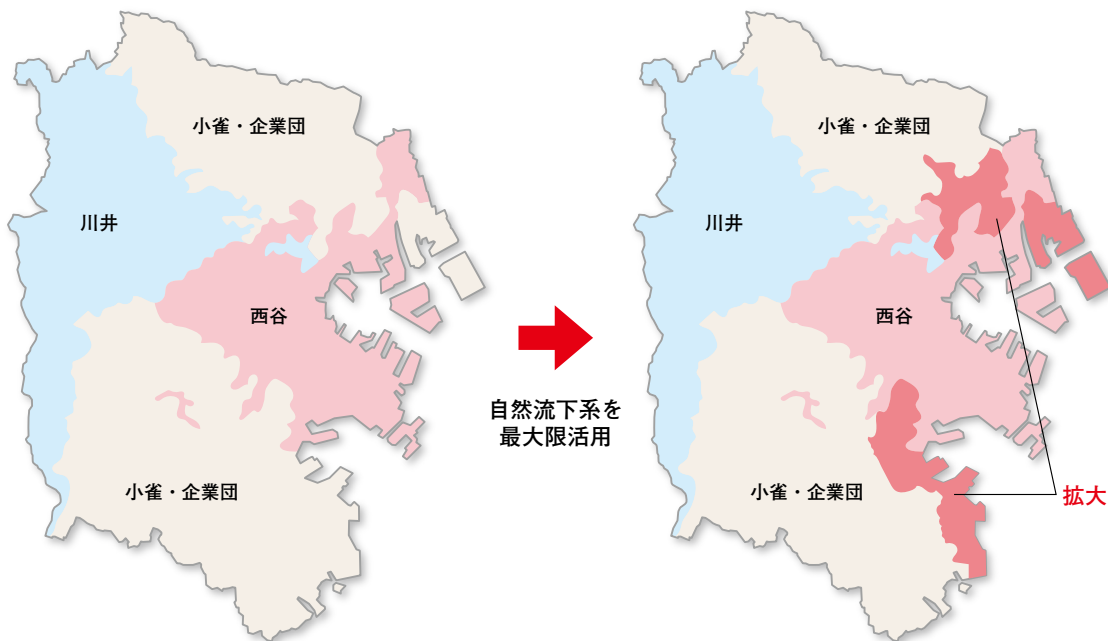 小雀・企業団
川井
西谷
小雀・企業団
自然流下系を
最大限活用
小雀・企業団
川井
西谷
小雀・企業団
拡大